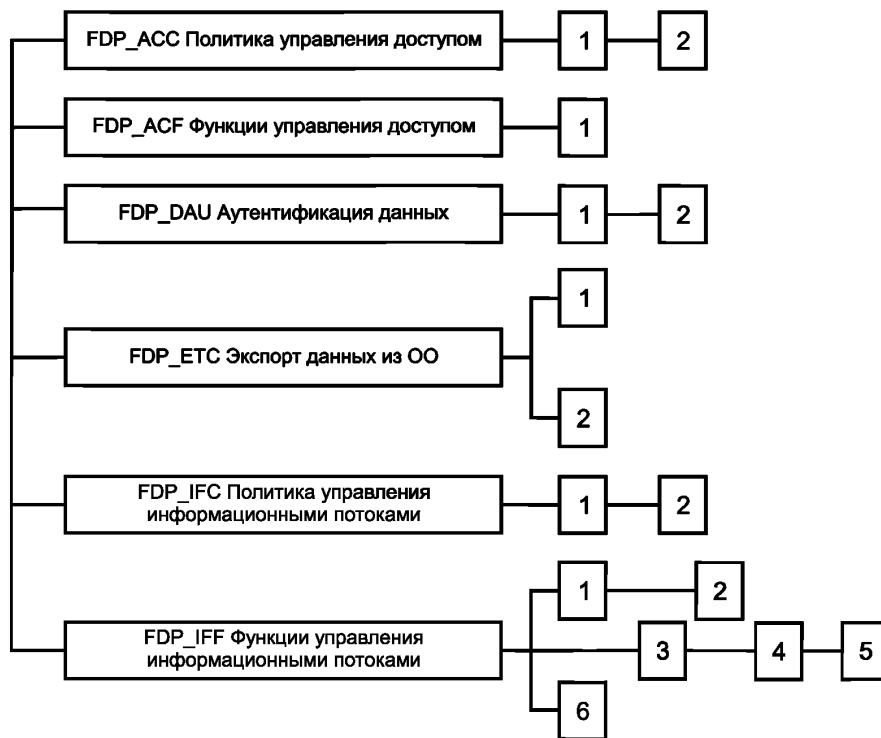 FDP_ACC Политика управления доступом 1 2
FDP_ACF Функции управления доступом 1
FDP_DAU Аутентификация данных 1 2
1
FDP_ETC Экспорт данных из ОО
2
FDP_IFC Политика управления
информационными потоками
1 2
1 2
FDP_IFF Функции управления
информационными потоками
3 4 5
6